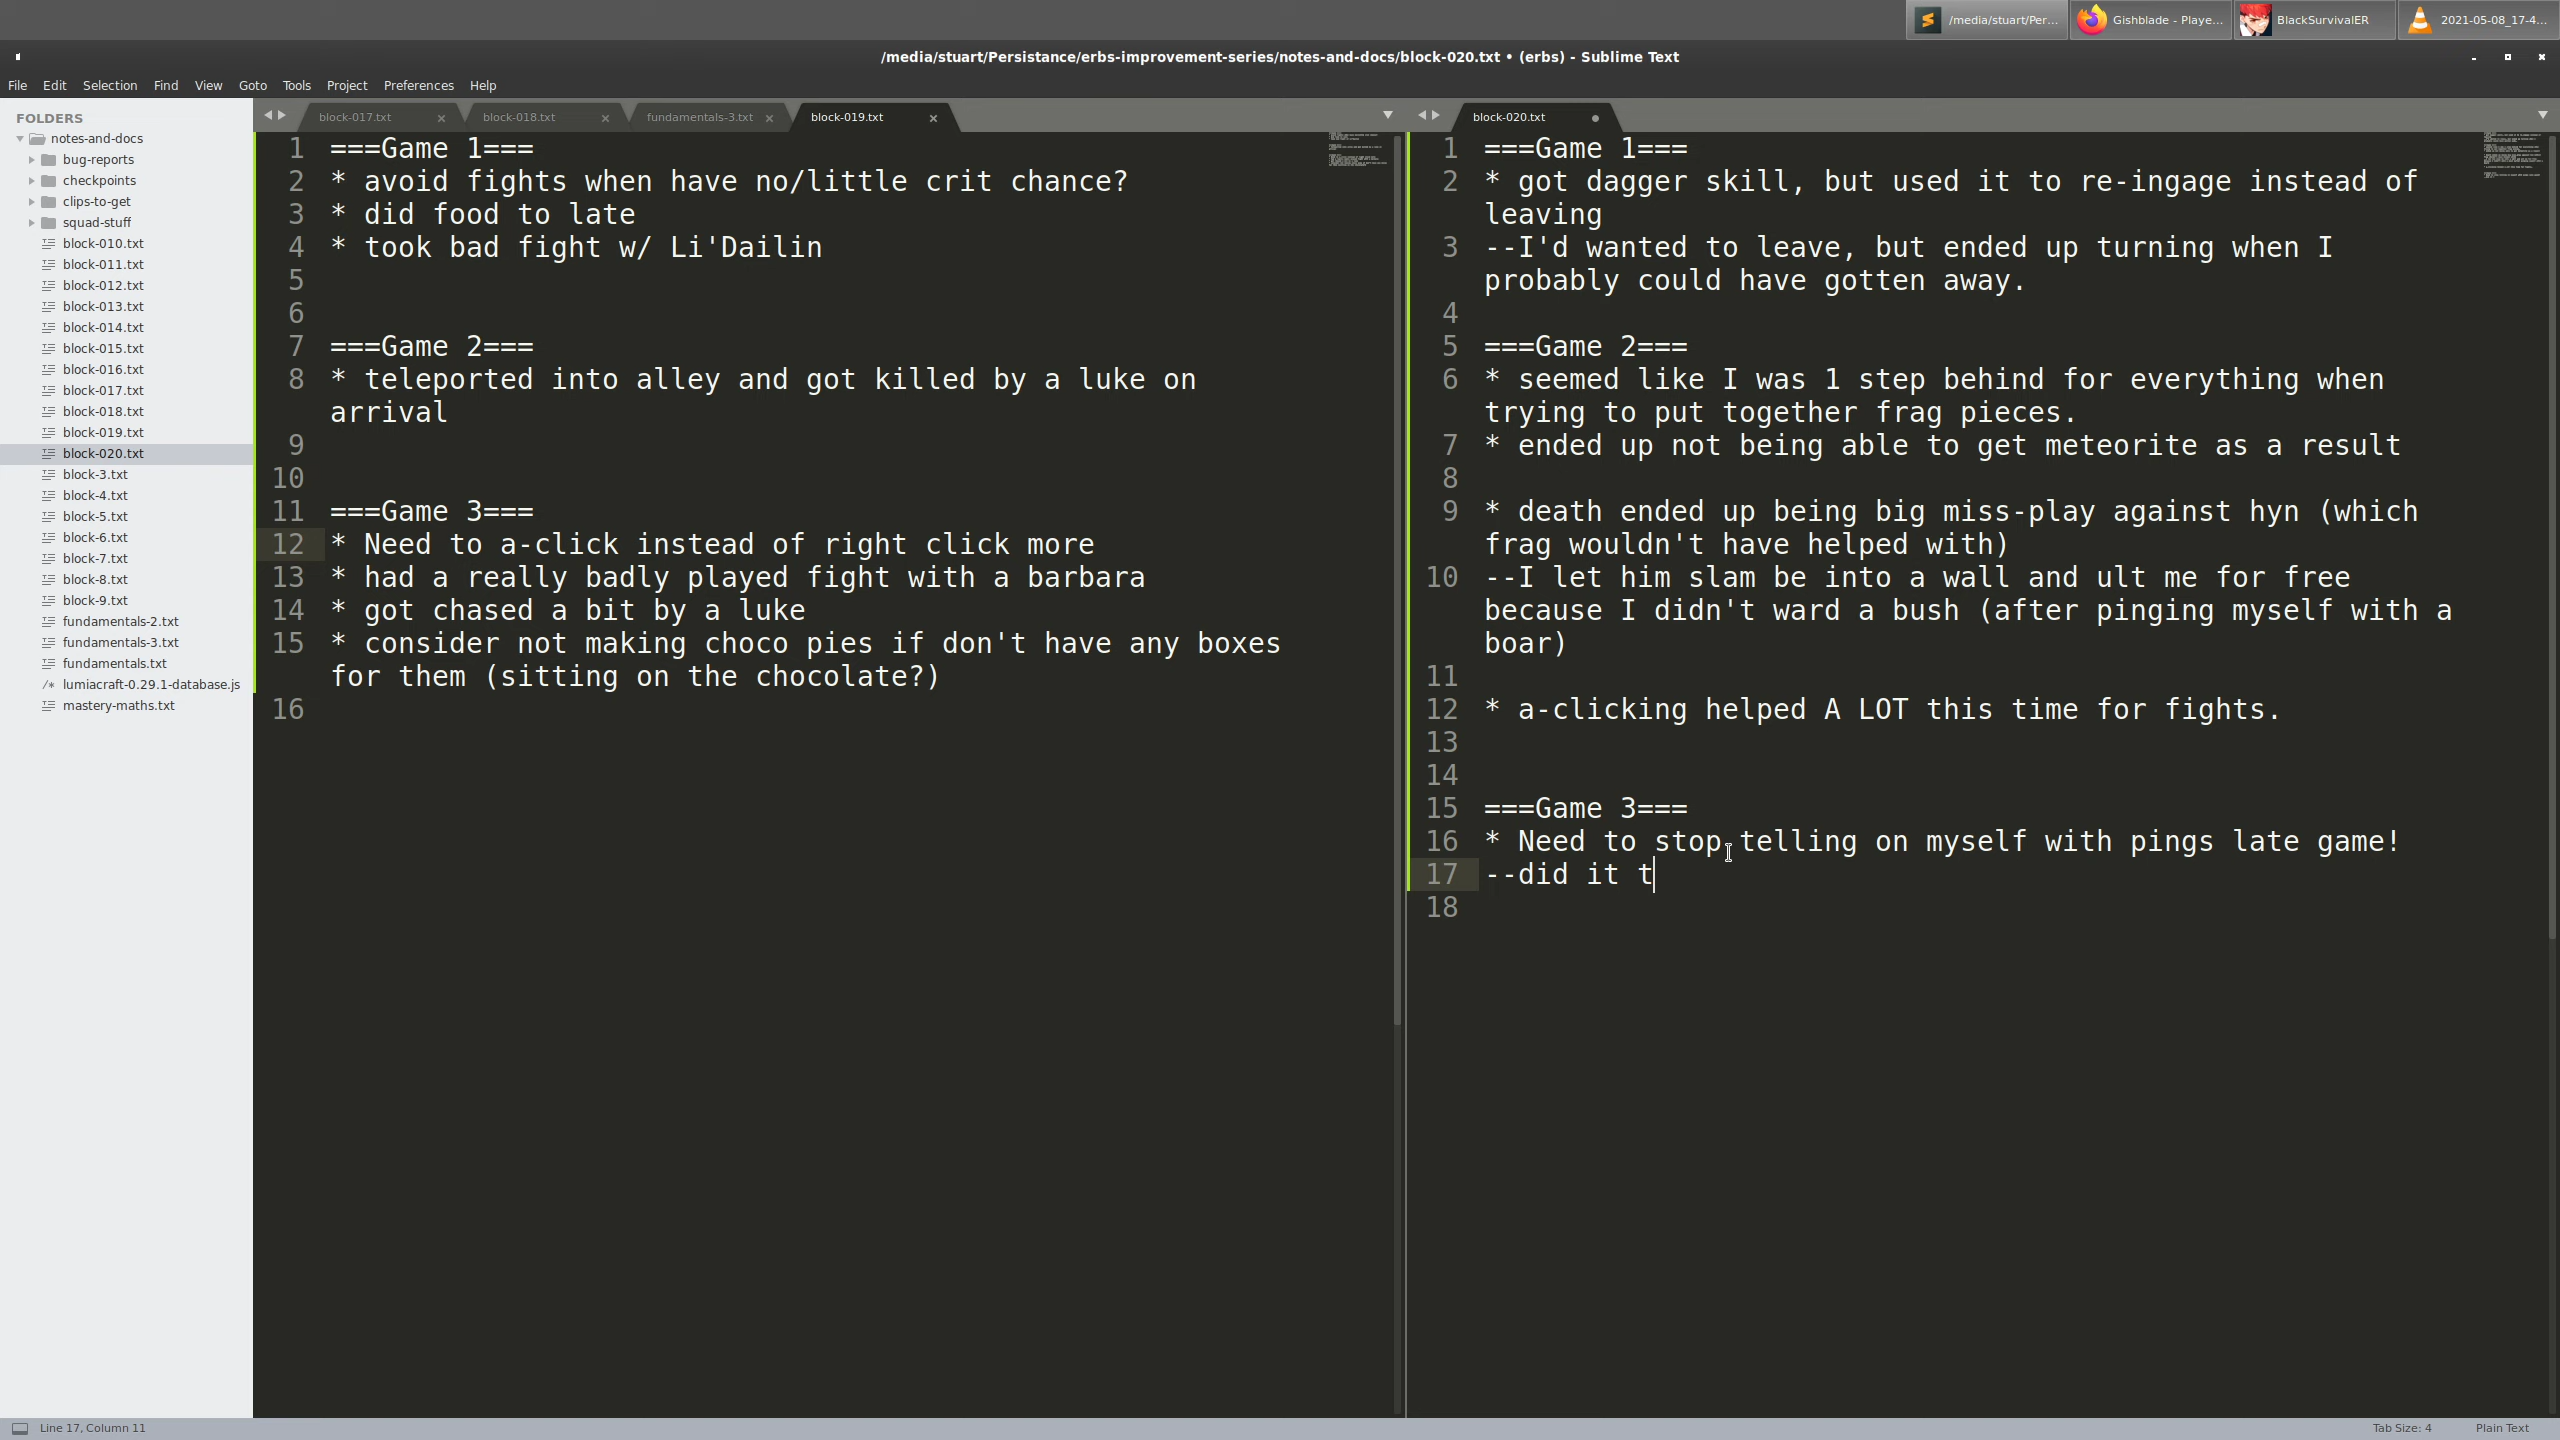 /media/stuart/Per...
Gishblade - Playe...
BlackSurvivalER
2021-05-08_17-4...
/media/stuart/Persistance/erbs-improvement-series/notes-and-docs/block-020.txt • (erbs) - Sublime Text
File Edit Selection Find View Goto Tools Project Preferences Help
FOLDERS
notes-and-docs
bug-reports
checkpoints
clips-to-get
squad-stuff
block-010.txt
block-011.txt
block-012.txt
block-013.txt
block-014.txt
block-015.txt
block-016.txt
block-017.txt
block-018.txt
block-019.txt
block-020.txt
block-3.txt
block-4.txt
block-5.txt
block-6.txt
block-7.txt
block-8.txt
block-9.txt
fundamentals-2.txt
fundamentals-3.txt
fundamentals.txt
/* lumiacraft-0.29.1-database.js
mastery-maths.txt
block-017.txt
block-018.txt
fundamentals-3.txt
block-019.txt
1 ===Game 1===
2 * avoid fights when have no/little crit chance?
3 * did food to late
4 * took bad fight w/ Li'Dailin
5
6
7 ===Game 2===
8 * teleported into alley and got killed by a luke on
arrival
9
10
11 ===Game 3===
12 * Need to a-click instead of right click more
13 * had a really badly played fight with a barbara
14 * got chased a bit by a luke
15 * consider not making choco pies if don't have any boxes
for them (sitting on the chocolate?)
16
block-020.txt
1 ===Game 1===
2 * got dagger skill, but used it to re-ingage instead of
leaving
3 --I'd wanted to leave, but ended up turning when I
probably could have gotten away.
4
5 ===Game 2===
6 * seemed like I was 1 step behind for everything when
trying to put together frag pieces.
7 * ended up not being able to get meteorite as a result
8
9 * death ended up being big miss-play against hyn (which
frag wouldn't have helped with)
10 --I let him slam be into a wall and ult me for free
because I didn't ward a bush (after pinging myself with a
boar)
11
12 * a-clicking helped A LOT this time for fights.
13
14
15 ===Game 3===
16 * Need to stop telling on myself with pings late game!
17 --did it t
18
Line 17, Column 11
Tab Size: 4
Plain Text